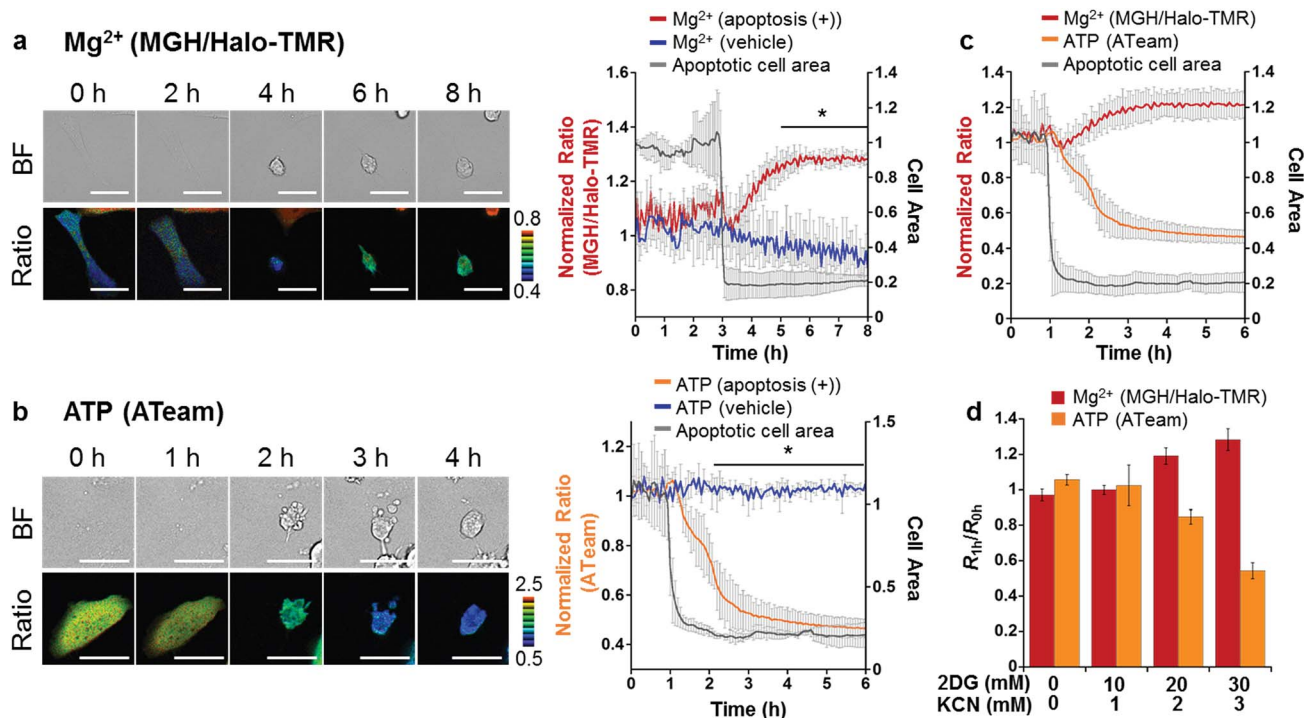 a Mg²⁺ (MGH/Halo-TMR)
0 h 2 h 4 h 6 h 8 h
BF
Ratio
0.8
0.4
Mg²⁺ (apoptosis (+))
Mg²⁺ (vehicle)
Apoptotic cell area
Normalized Ratio
(MGH/Halo-TMR)
1.6
1.4
1.2
1
0.8
*
1.4
1.2
1
0.8
0.6
0.4
0.2
0
Cell Area
0 1 2 3 4 5 6 7 8
Time (h)
c
Mg²⁺ (MGH/Halo-TMR)
ATP (ATeam)
Apoptotic cell area
Normalized Ratio
1.4
1.2
1
0.8
0.6
0.4
0.2
0
1.4
1.2
1
0.8
0.6
0.4
0.2
0
Cell Area
0 1 2 3 4 5 6
Time (h)
b ATP (ATeam)
0 h 1 h 2 h 3 h 4 h
BF
Ratio
2.5
0.5
ATP (apoptosis (+))
ATP (vehicle)
Apoptotic cell area
Normalized Ratio
(ATeam)
1.2
1
0.8
0.6
0.4
*
1.5
1
0.5
0
Cell Area
0 1 2 3 4 5 6
Time (h)
d
Mg²⁺ (MGH/Halo-TMR)
ATP (ATeam)
R1h/R0h
1.4
1.2
1
0.8
0.6
0.4
0.2
0
2DG (mM) 0 10 20 30
KCN (mM) 0 1 2 3